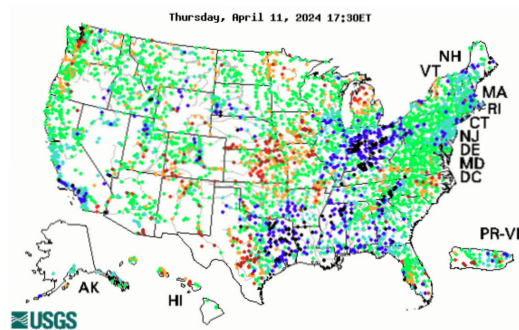 Thursday, April 11, 2024 17:30ET
NH
VT
MA
RI
CT
NJ
DE
MD
DC
PR-VI
AK
HI
USGS